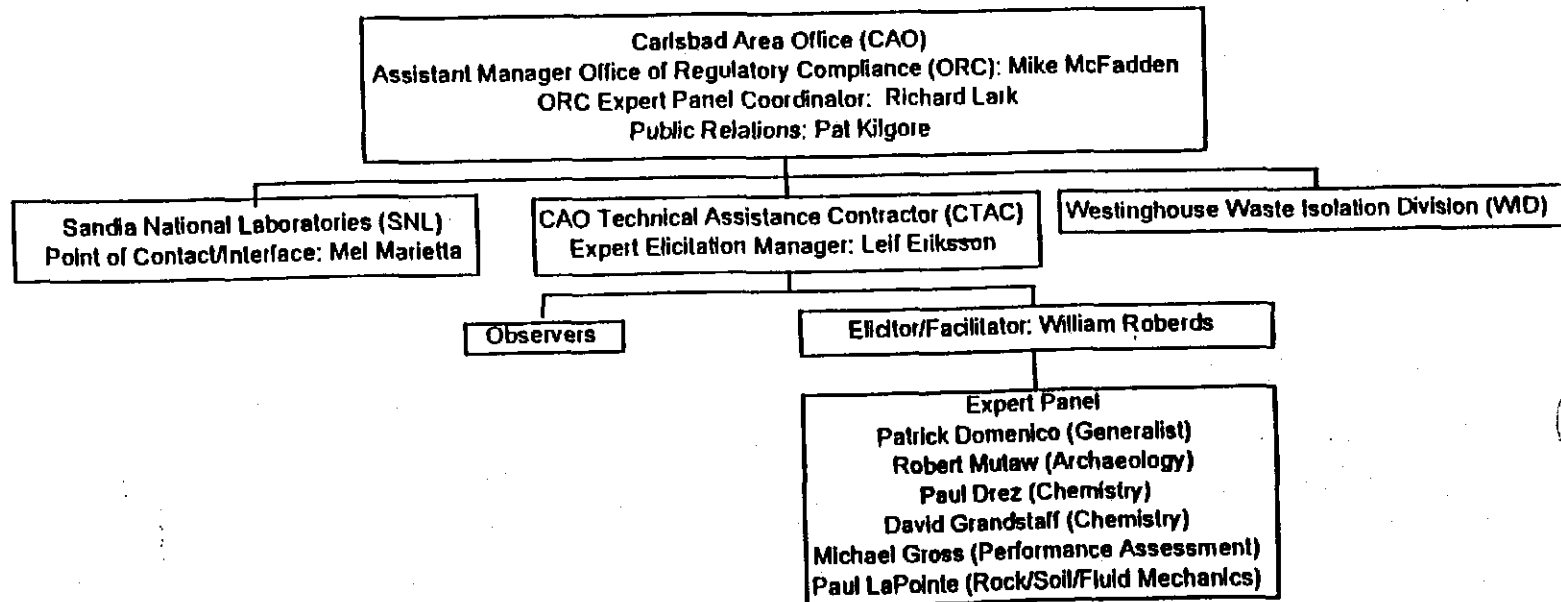 Carlsbad Area Office (CAO)
Assistant Manager Office of Regulatory Compliance (ORC): Mike McFadden
ORC Expert Panel Coordinator: Richard Lark
Public Relations: Pat Kilgore
Sandia National Laboratories (SNL)
Point of Contact/Interface: Mel Marietta
CAO Technical Assistance Contractor (CTAC)
Expert Elicitation Manager: Leif Eriksson
Westinghouse Waste Isolation Division (WID)
Observers
Elicitor/Facilitator: William Roberds
Expert Panel
Patrick Domenico (Generalist)
Robert Mutaw (Archaeology)
Paul Drez (Chemistry)
David Grandstaff (Chemistry)
Michael Gross (Performance Assessment)
Paul LaPointe (Rock/Soil/Fluid Mechanics)